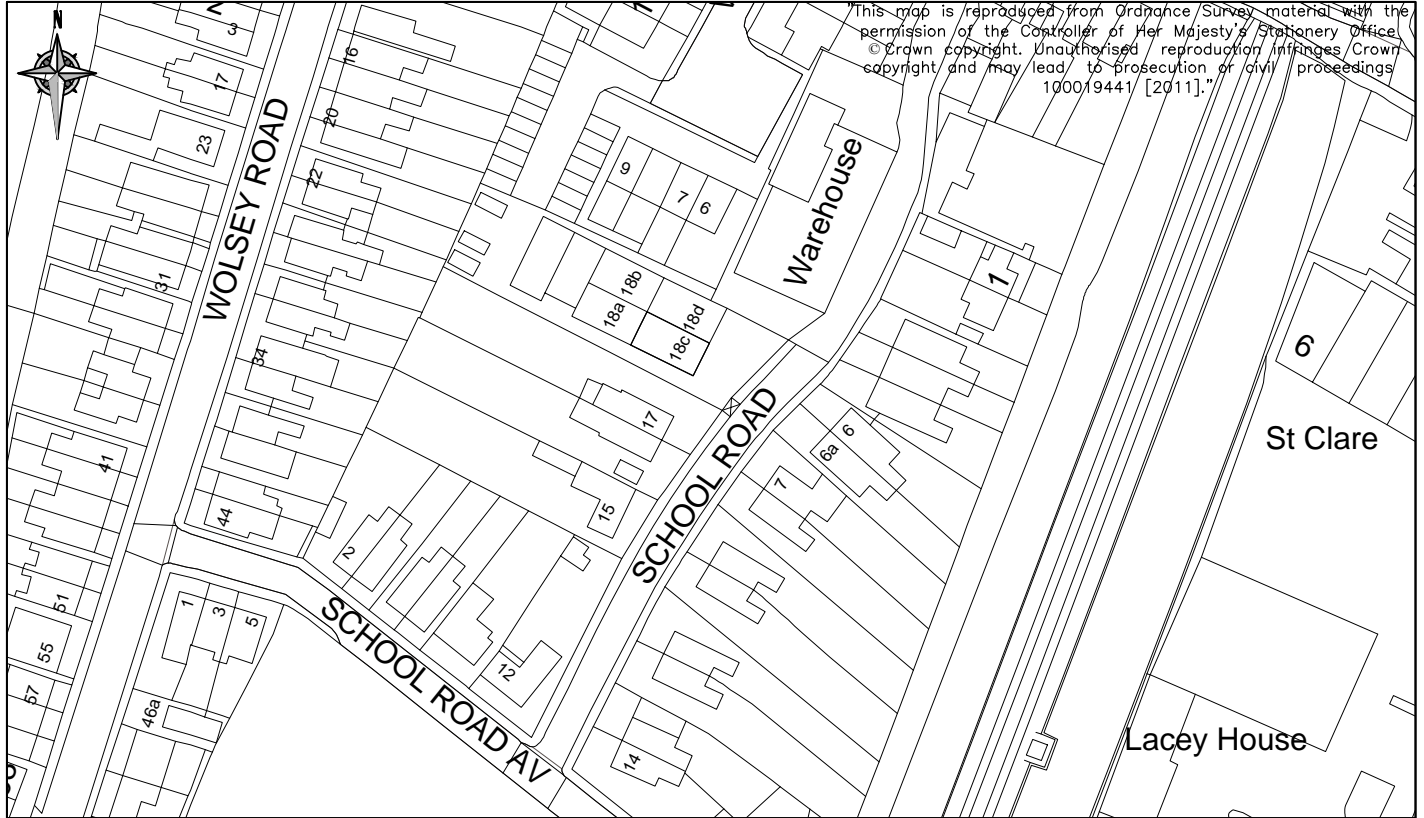 "This map is reproduced from Ordnance Survey material with the
permission of the Controller of Her Majesty's Stationery Office
© Crown copyright. Unauthorised reproduction infringes Crown
copyright and may lead to prosecution or civil proceedings
100019441 [2011]."
N
3
17
23
31
41
51
55
57
WOLSEY ROAD
16
20
22
34
44
46a
1
3
5
2
12
SCHOOL ROAD AV
9
7
6
18a
18b
18c
18d
17
15
Warehouse
SCHOOL ROAD
1
6
6a
7
14
6
St Clare
Lacey House